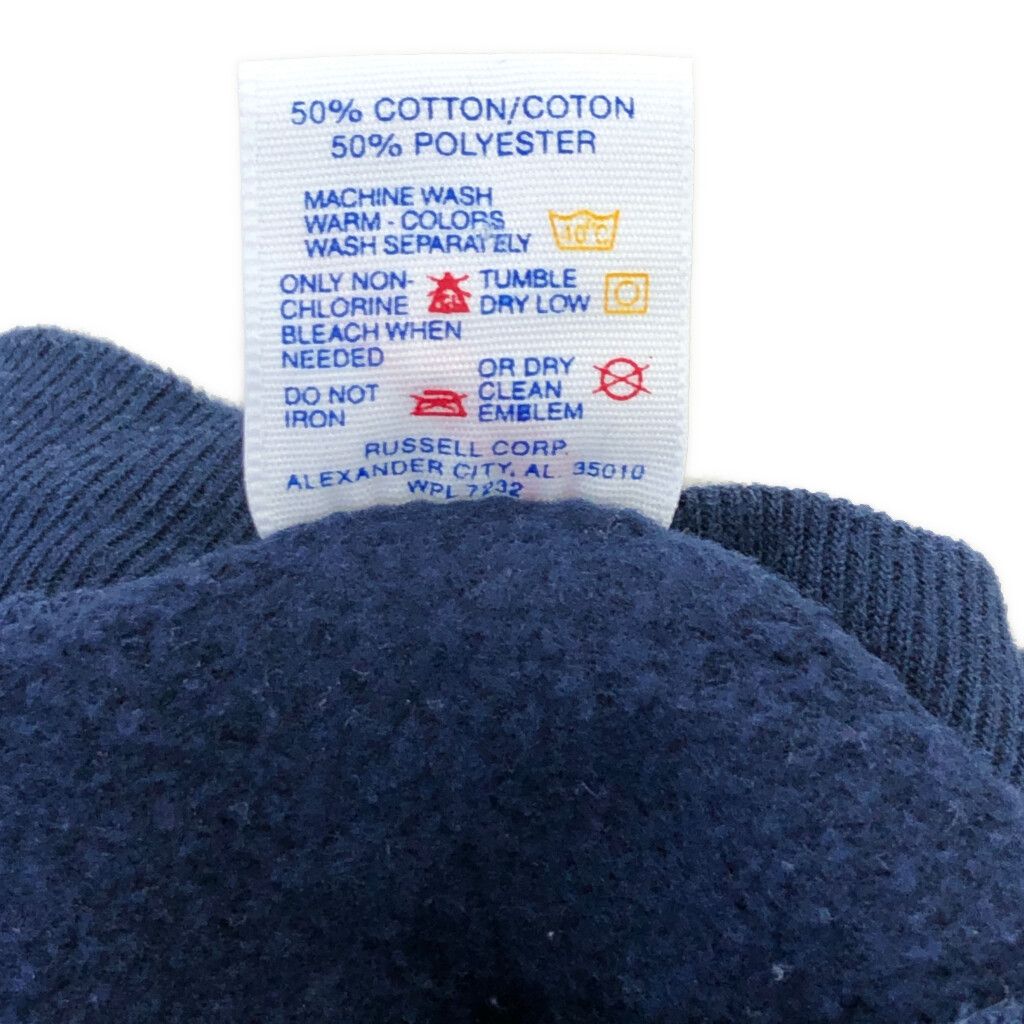 50% COTTON/COTON
50% POLYESTER
MACHINE WASH
WARM - COLORS
WASH SEPARATELY
ONLY NON-
CHLORINE
BLEACH WHEN
NEEDED
TUMBLE
DRY LOW
DO NOT
IRON
OR DRY
CLEAN
EMBLEM
RUSSELL CORP.
ALEXANDER CITY, AL 35010
WPL 7232